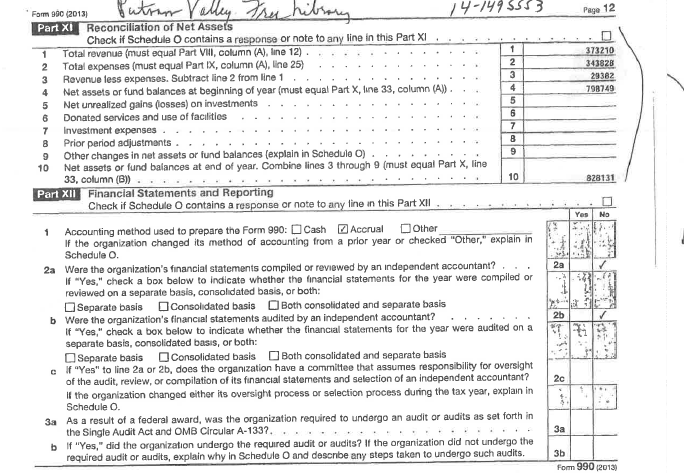 Form 990 (2013) Putnam Valley Free Library 14-1495553 Page 12
Part XI Reconciliation of Net Assets
Check if Schedule O contains a response or note to any line in this Part XI . . . . . . . . . . . . . ☐
1 Total revenue (must equal Part VIII, column (A), line 12) . . . . . . . . . . . . . 1 373210
2 Total expenses (must equal Part IX, column (A), line 25) . . . . . . . . . . . . . 2 343828
3 Revenue less expenses. Subtract line 2 from line 1 . . . . . . . . . . . . . 3 29382
4 Net assets or fund balances at beginning of year (must equal Part X, line 33, column (A)) . . . 4 798749
5 Net unrealized gains (losses) on investments . . . . . . . . . . . . . 5
6 Donated services and use of facilities . . . . . . . . . . . . . 6
7 Investment expenses . . . . . . . . . . . . . 7
8 Prior period adjustments . . . . . . . . . . . . . 8
9 Other changes in net assets or fund balances (explain in Schedule O) . . . . . . . . 9
10 Net assets or fund balances at end of year. Combine lines 3 through 9 (must equal Part X, line
33, column (B)) . . . . . . . . . . . . . 10 828131
Part XII Financial Statements and Reporting
Check if Schedule O contains a response or note to any line in this Part XII . . . . . . . . . . . . . ☐
Yes No
1 Accounting method used to prepare the Form 990: ☐ Cash ☑ Accrual ☐ Other
If the organization changed its method of accounting from a prior year or checked "Other," explain in
Schedule O.
2a Were the organization's financial statements compiled or reviewed by an independent accountant? . . . 2a ✓
If "Yes," check a box below to indicate whether the financial statements for the year were compiled or
reviewed on a separate basis, consolidated basis, or both:
☐ Separate basis ☐ Consolidated basis ☐ Both consolidated and separate basis
b Were the organization's financial statements audited by an independent accountant? . . . . . . . 2b ✓
If "Yes," check a box below to indicate whether the financial statements for the year were audited on a
separate basis, consolidated basis, or both:
☐ Separate basis ☐ Consolidated basis ☐ Both consolidated and separate basis
c If "Yes" to line 2a or 2b, does the organization have a committee that assumes responsibility for oversight
of the audit, review, or compilation of its financial statements and selection of an independent accountant? 2c
If the organization changed either its oversight process or selection process during the tax year, explain in
Schedule O.
3a As a result of a federal award, was the organization required to undergo an audit or audits as set forth in
the Single Audit Act and OMB Circular A-133? . . . . . . . . . . . . . 3a
b If "Yes," did the organization undergo the required audit or audits? If the organization did not undergo the
required audit or audits, explain why in Schedule O and describe any steps taken to undergo such audits. 3b
Form 990 (2013)